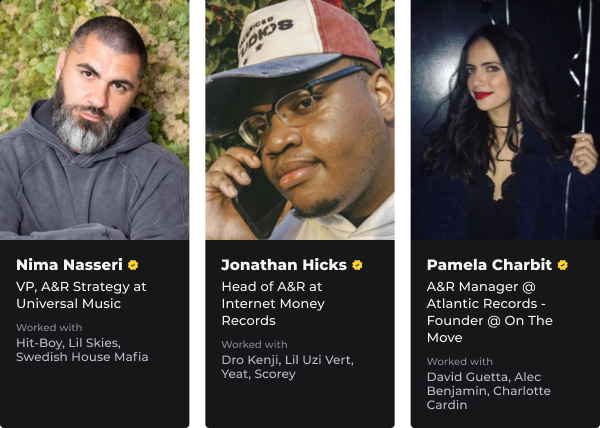 Nima Nasseri
VP, A&R Strategy at
Universal Music
Worked with
Hit-Boy, Lil Skies,
Swedish House Mafia
Jonathan Hicks
Head of A&R at
Internet Money
Records
Worked with
Dro Kenji, Lil Uzi Vert,
Yeat, Scorey
Pamela Charbit
A&R Manager @
Atlantic Records -
Founder @ On The
Move
Worked with
David Guetta, Alec
Benjamin, Charlotte
Cardin